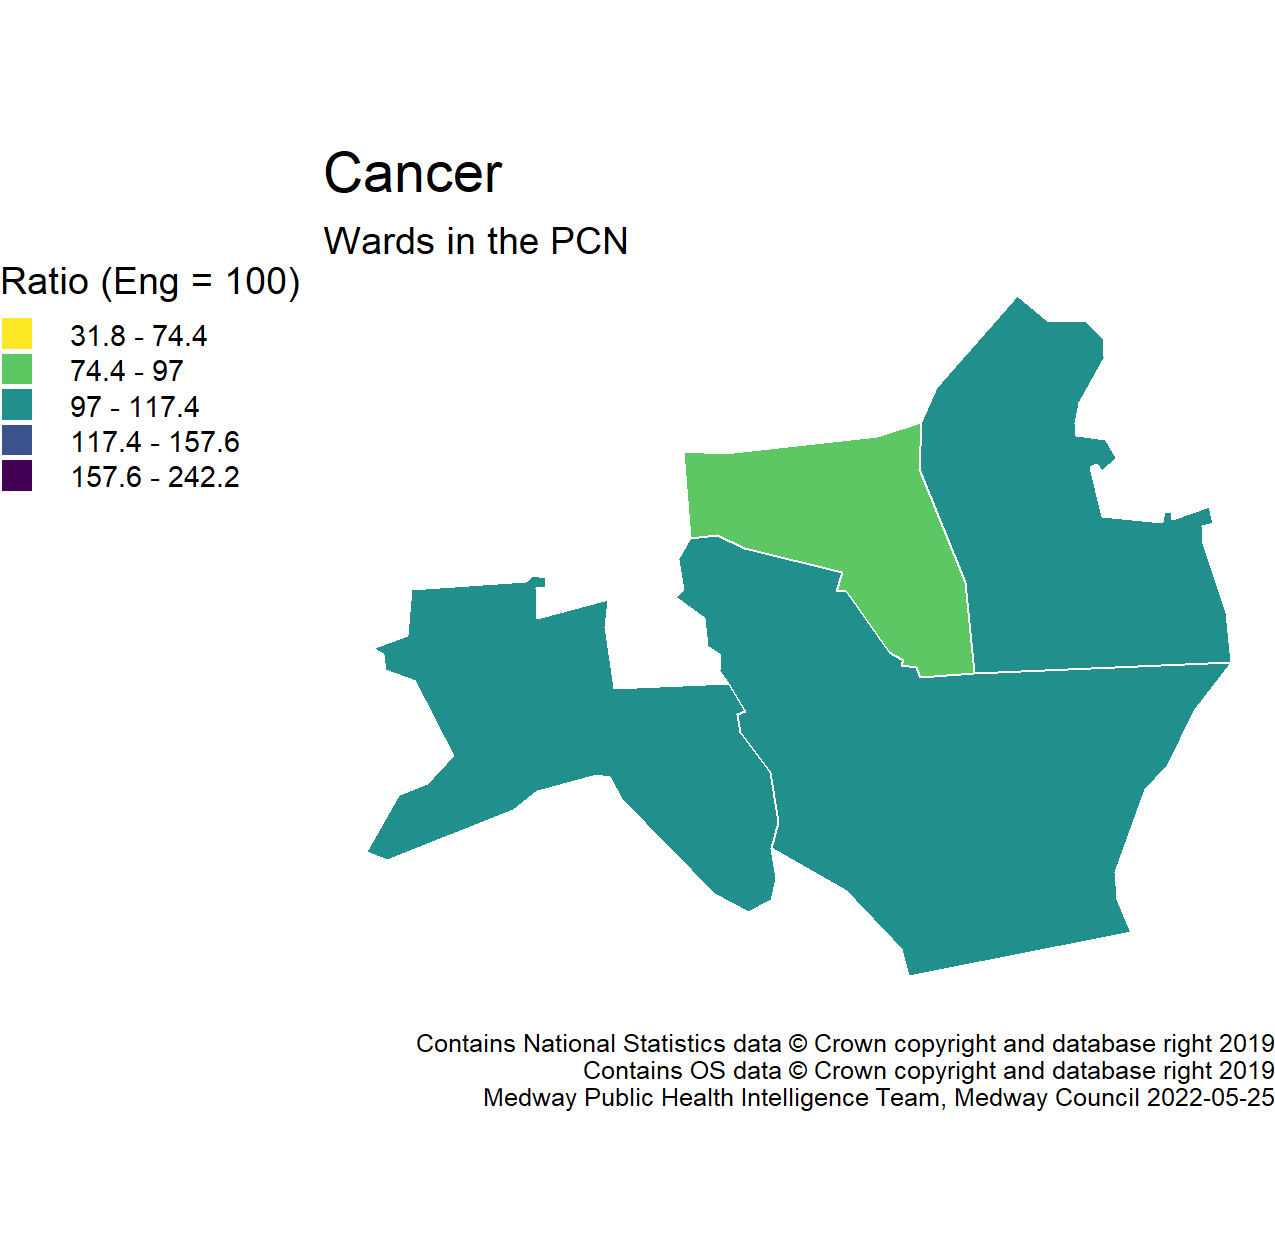 Cancer
Wards in the PCN
Ratio (Eng = 100)
31.8 - 74.4
74.4 - 97
97 - 117.4
117.4 - 157.6
157.6 - 242.2
Contains National Statistics data © Crown copyright and database right 2019
Contains OS data © Crown copyright and database right 2019
Medway Public Health Intelligence Team, Medway Council 2022-05-25